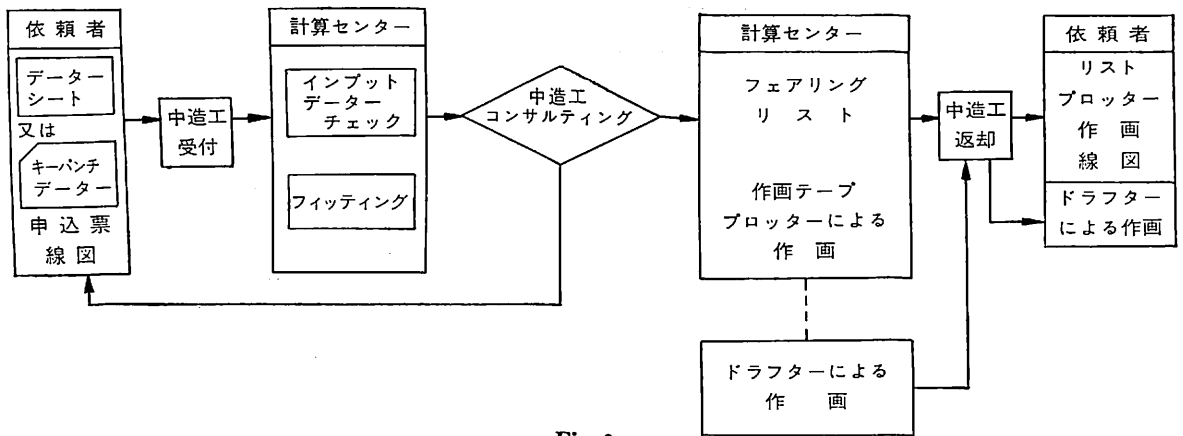 依頼者
データー
シート
又は
キーパンチ
データー
申込票
線図
中造工
受付
計算センター
インプット
データー
チェック
フィッティング
中造工
コンサルティング
計算センター
フェアリング
リスト
作画テープ
プロッターによる
作画
ドラフターによる
作画
中造工
返却
依頼者
リスト
プロッター
作画
線図
ドラフター
による作画